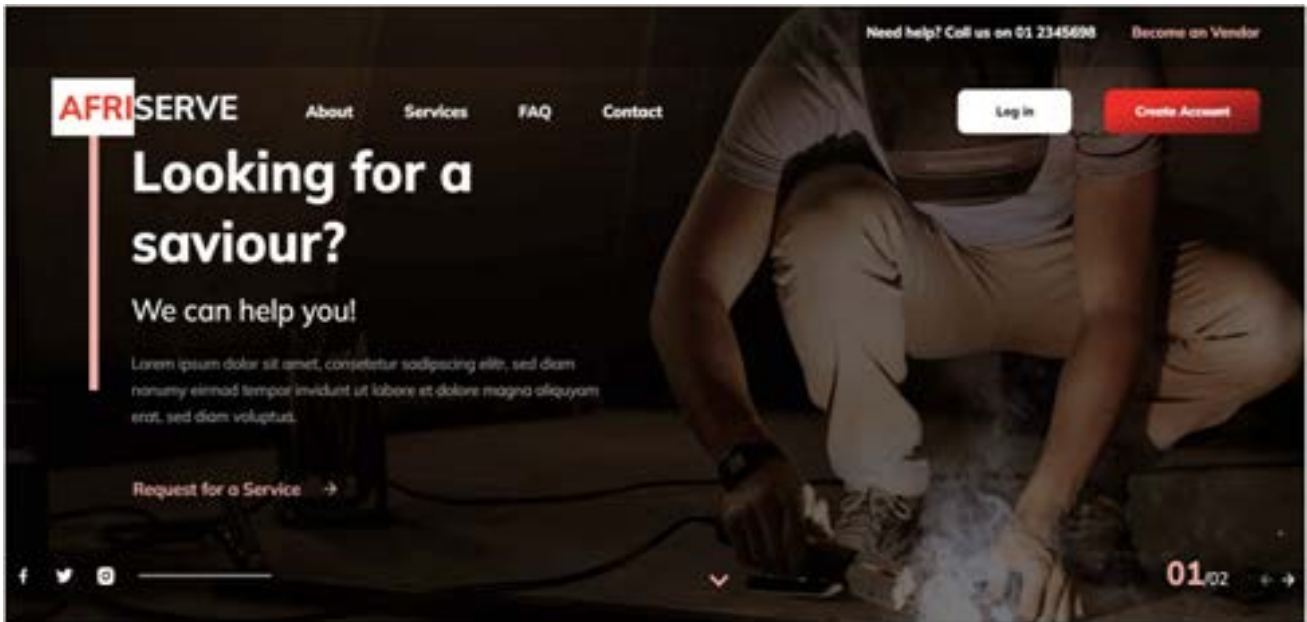 Need help? Call us on 01 2345698 Become an Vendor
AFRISERVE About Services FAQ Contact Log in Create Account
Looking for a
saviour?
We can help you!
Lorem ipsum dolor sit amet, consetetur sadipscing elitr, sed diam
nonumy eirmod tempor invidunt ut labore et dolore magna aliquyam
erat, sed diam voluptua.
Request for a Service →
01/02